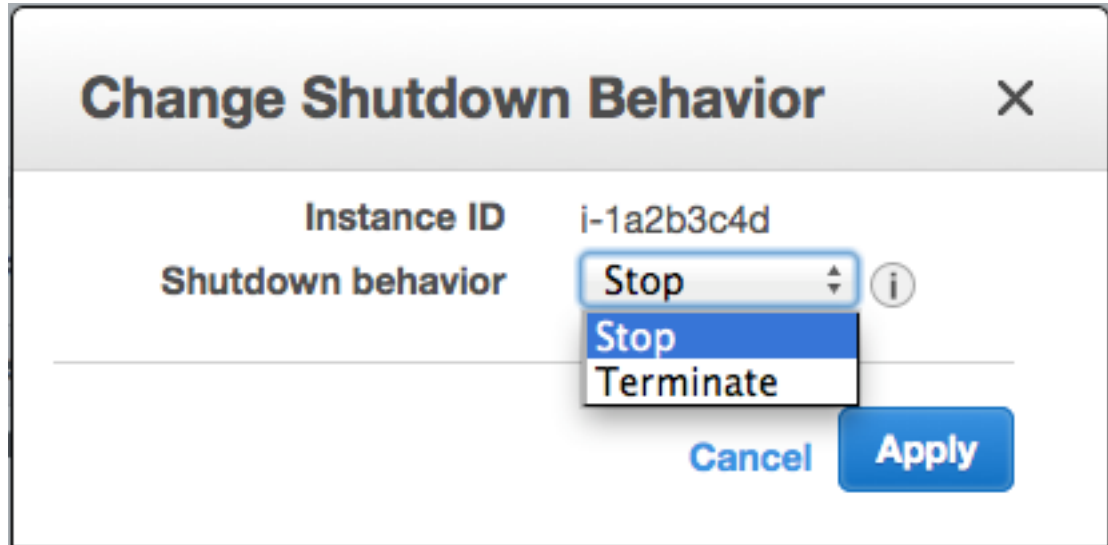 Change Shutdown Behavior
Instance ID i-1a2b3c4d
Shutdown behavior Stop
Stop
Terminate
Cancel Apply